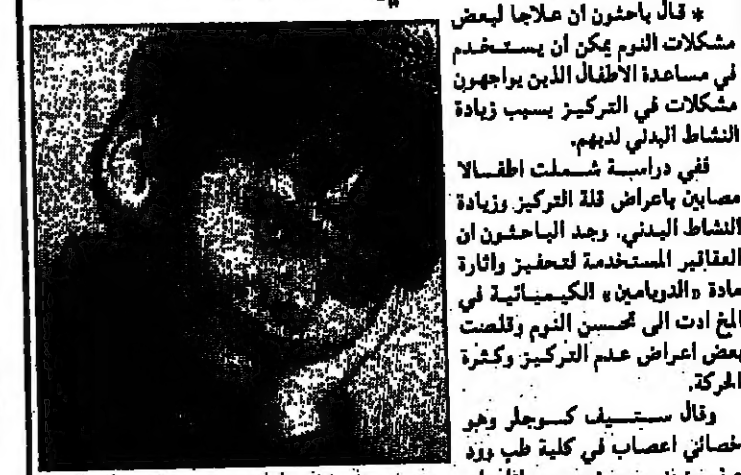 * قال باحثون ان علاجا لبعض
مشكلات النوم يمكن ان يستخدم
في مساعدة الاطفال الذين يواجهون
مشكلات في التركيز بسبب زيادة
النشاط البدني لديهم.
ففي دراسة شملت اطفالا
مصابين باعراض قلة التركيز وزيادة
النشاط البدني. وجد الباحثون ان
العقاقير المستخدمة لتحفيز واثارة
مادة «الدوبامين» الكيميائية في
المخ ادت الى تحسن النوم وقلصت
بعض اعراض عدم التركيز وكثرة
الحركة.
وقال ستيف كوجلر وهو
خصائي اعصاب في كلية طب وود